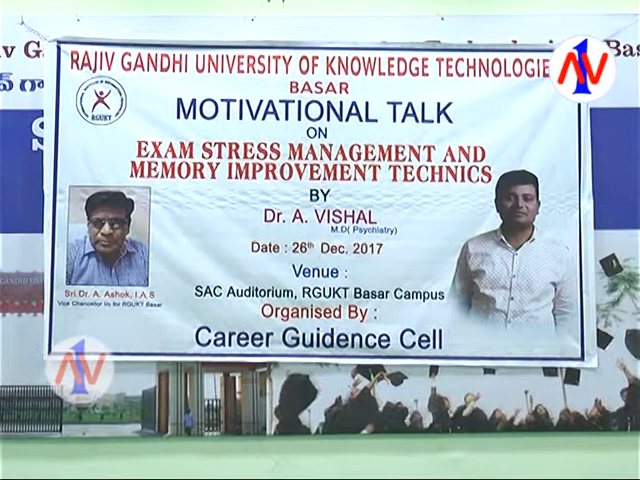 RAJIV GANDHI UNIVERSITY OF KNOWLEDGE TECHNOLOGIE
BASAR
RGUKT
MOTIVATIONAL TALK
ON
EXAM STRESS MANAGEMENT AND
MEMORY IMPROVEMENT TECHNICS
BY
Dr. A. VISHAL
M.D( Psychiatry)
Date : 26th Dec. 2017
Venue :
SAC Auditorium, RGUKT Basar Campus
Organised By :
Career Guidence Cell
Sri.Dr. A. Ashok, I.A.S
Vice Chancellor I/c for RGUKT Basar